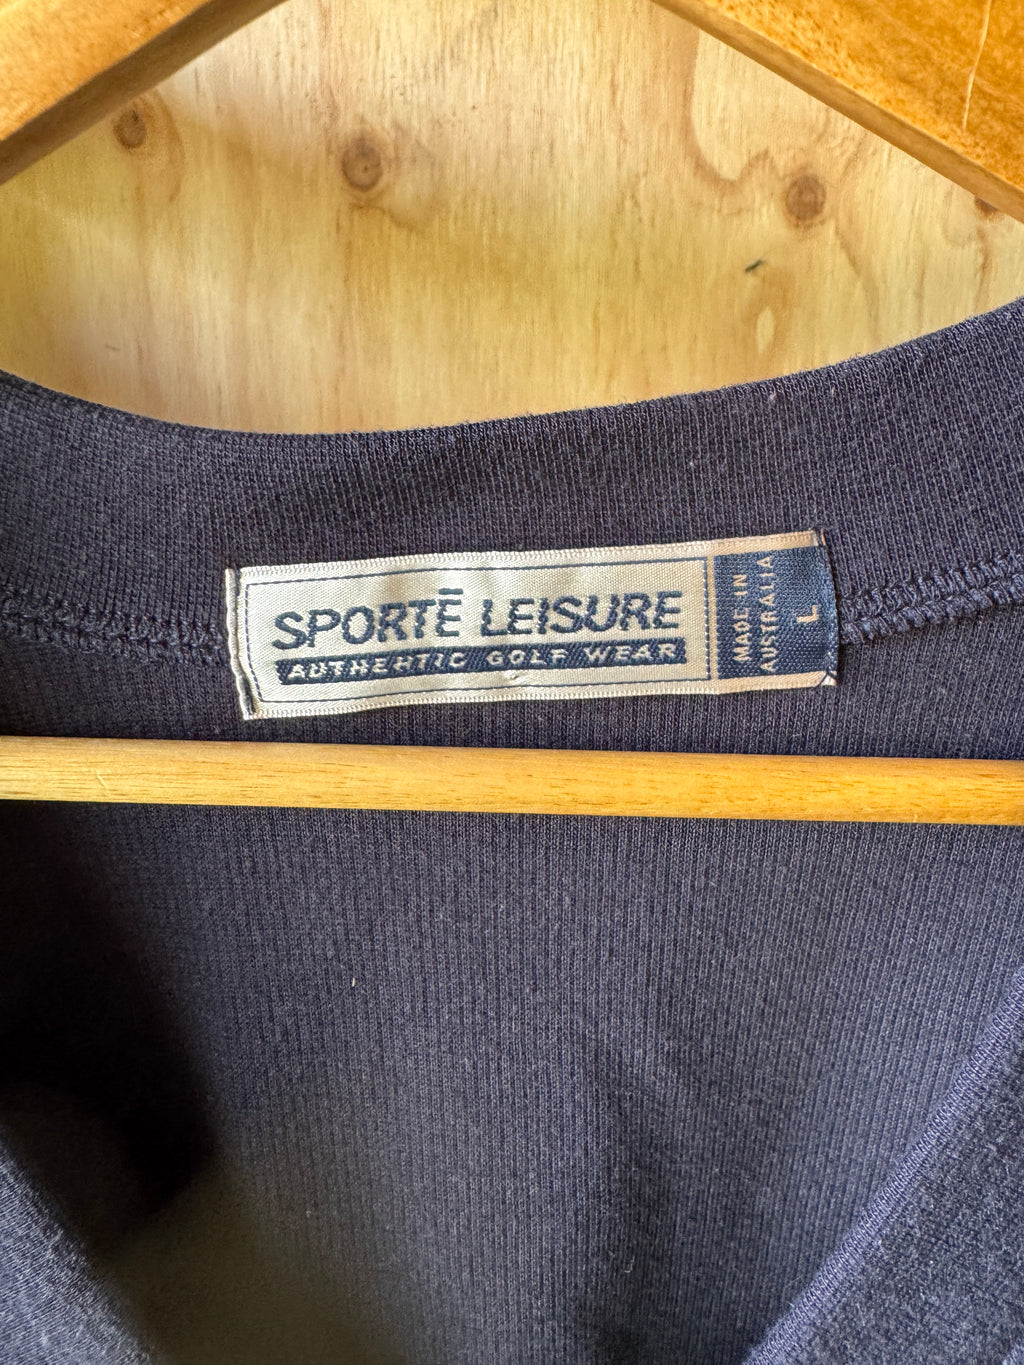 SPORTĒ LEISURE
AUTHENTIC GOLF WEAR
MADE IN
AUSTRALIA
L